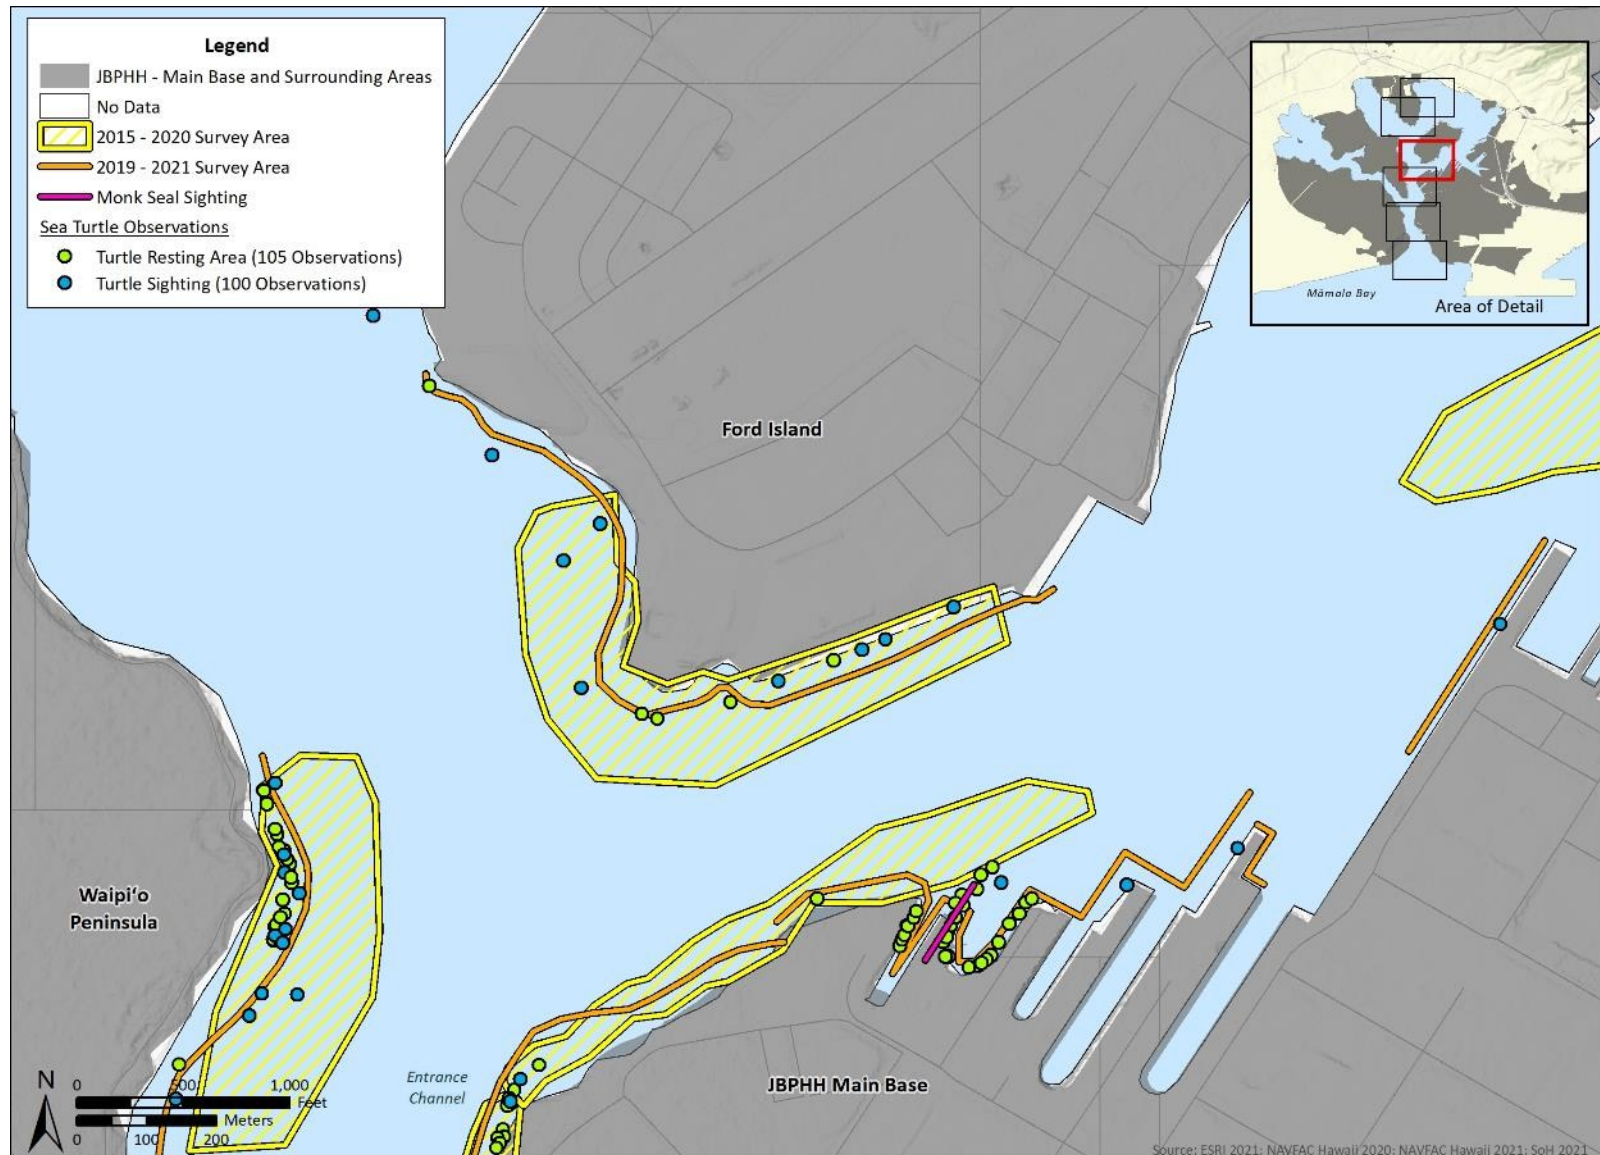 Legend
JBPHH - Main Base and Surrounding Areas
No Data
2015 - 2020 Survey Area
2019 - 2021 Survey Area
Monk Seal Sighting
Sea Turtle Observations
Turtle Resting Area (105 Observations)
Turtle Sighting (100 Observations)
Māmala Bay
Area of Detail
Ford Island
Waipiʻo
Peninsula
Entrance
Channel
JBPHH Main Base
N
0 500 1,000
Feet
Meters
0 100 200
Source: ESRI 2021; NAVFAC Hawaii 2020; NAVFAC Hawaii 2021; SoH 2021